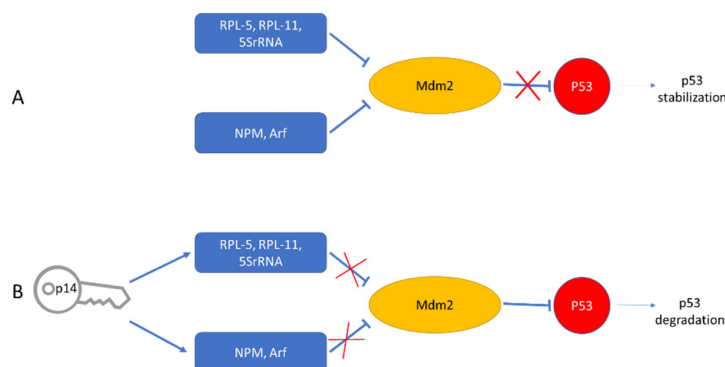 A
RPL-5, RPL-11,
5SrRNA
NPM, Arf
Mdm2
P53
p53
stabilization
B
p14
RPL-5, RPL-11,
5SrRNA
NPM, Arf
Mdm2
P53
p53
degradation